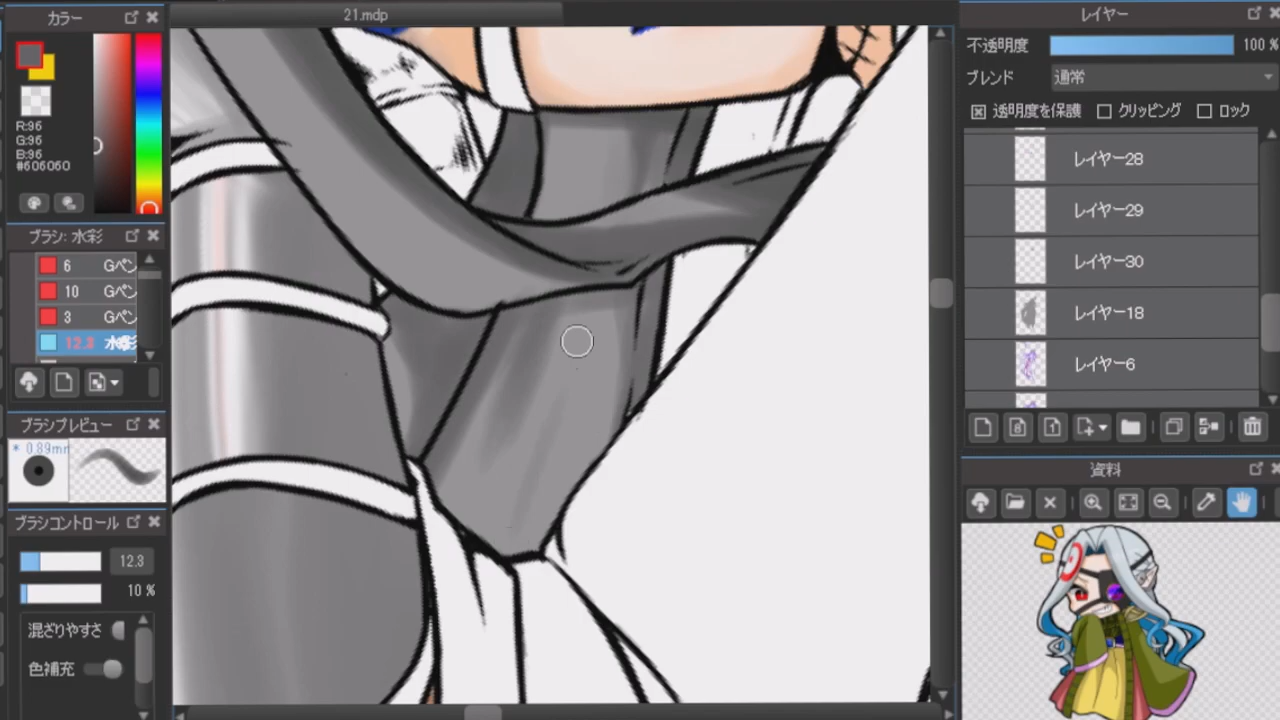 カラー
R:96
G:96
B:96
#606060
ブラシ: 水彩
6 Gペン
10 Gペン
3 Gペン
12.3 水彩
ブラシプレビュー
* 0.89mm
ブラシコントロール
12.3
10 %
混ざりやすさ
色補充
21.mdp
レイヤー
不透明度 100 %
ブレンド 通常
透明度を保護 クリッピング ロック
レイヤー28
レイヤー29
レイヤー30
レイヤー18
レイヤー6
8 1
資料